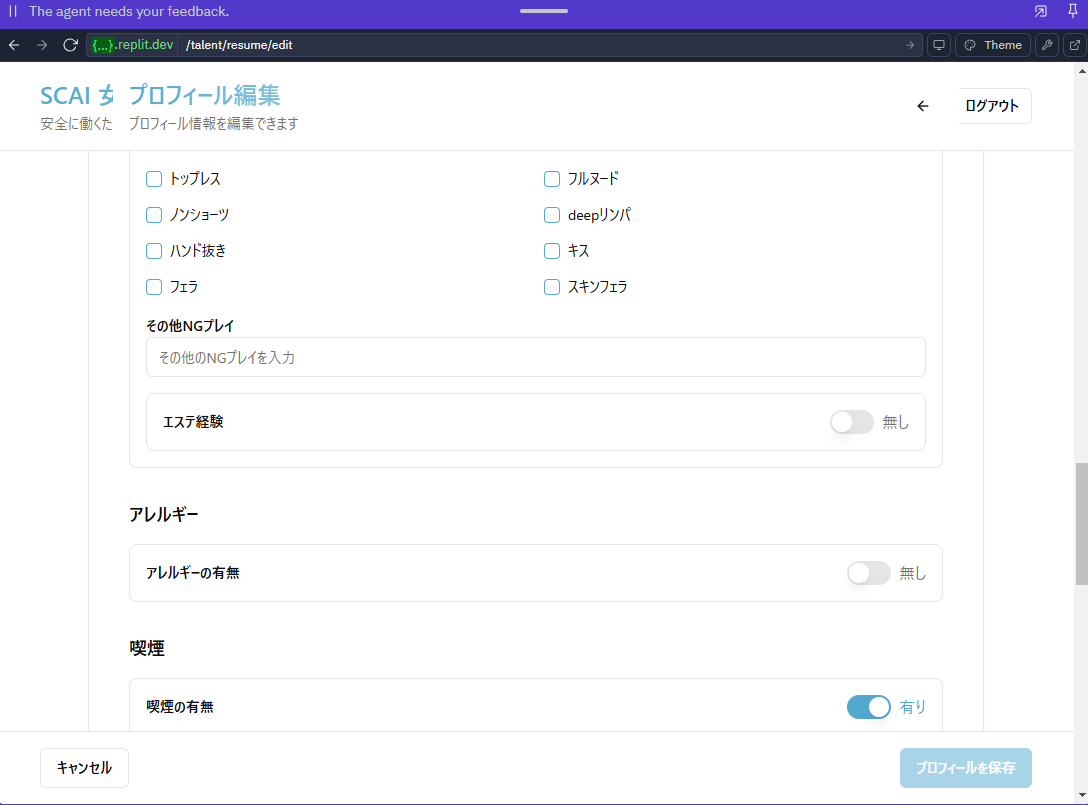 The agent needs your feedback.
{...}.replit.dev /talent/resume/edit
Theme
SCAI 女 プロフィール編集
安全に働くた プロフィール情報を編集できます
ログアウト
トップレス フルヌード
ノンショーツ deepリンパ
ハンド抜き キス
フェラ スキンフェラ
その他NGプレイ
その他のNGプレイを入力
エステ経験 無し
アレルギー
アレルギーの有無 無し
喫煙
喫煙の有無 有り
キャンセル プロフィールを保存